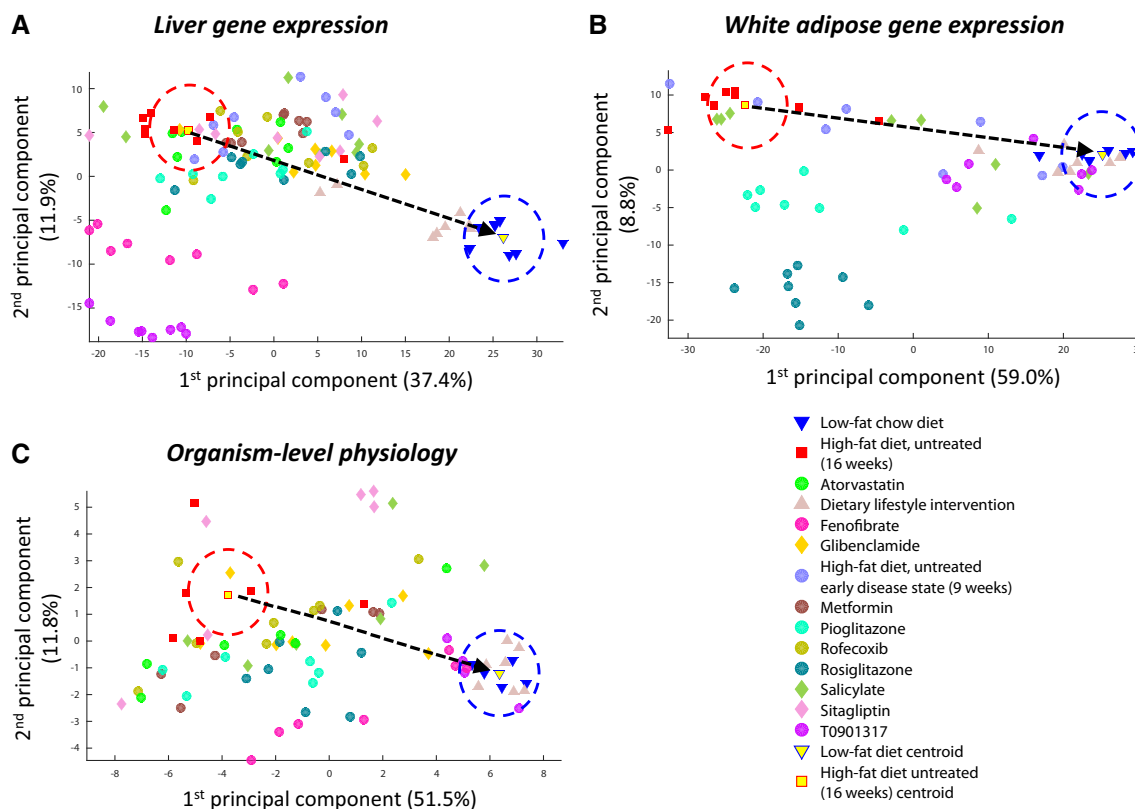 A
Liver gene expression
2nd principal component
(11.9%)
10
5
0
-5
-10
-15
-20
-15
-10
-5
0
5
10
15
20
25
30
1st principal component (37.4%)
B
White adipose gene expression
2nd principal component
(8.8%)
10
5
0
-5
-10
-15
-20
-30
-20
-10
0
10
20
1st principal component (59.0%)
C
Organism-level physiology
2nd principal component
(11.8%)
5
4
3
2
1
0
-1
-2
-3
-4
-8
-6
-4
-2
0
2
4
6
8
1st principal component (51.5%)
Low-fat chow diet
High-fat diet, untreated
(16 weeks)
Atorvastatin
Dietary lifestyle intervention
Fenofibrate
Glibenclamide
High-fat diet, untreated
early disease state (9 weeks)
Metformin
Pioglitazone
Rofecoxib
Rosiglitazone
Salicylate
Sitagliptin
T0901317
Low-fat diet centroid
High-fat diet untreated
(16 weeks) centroid